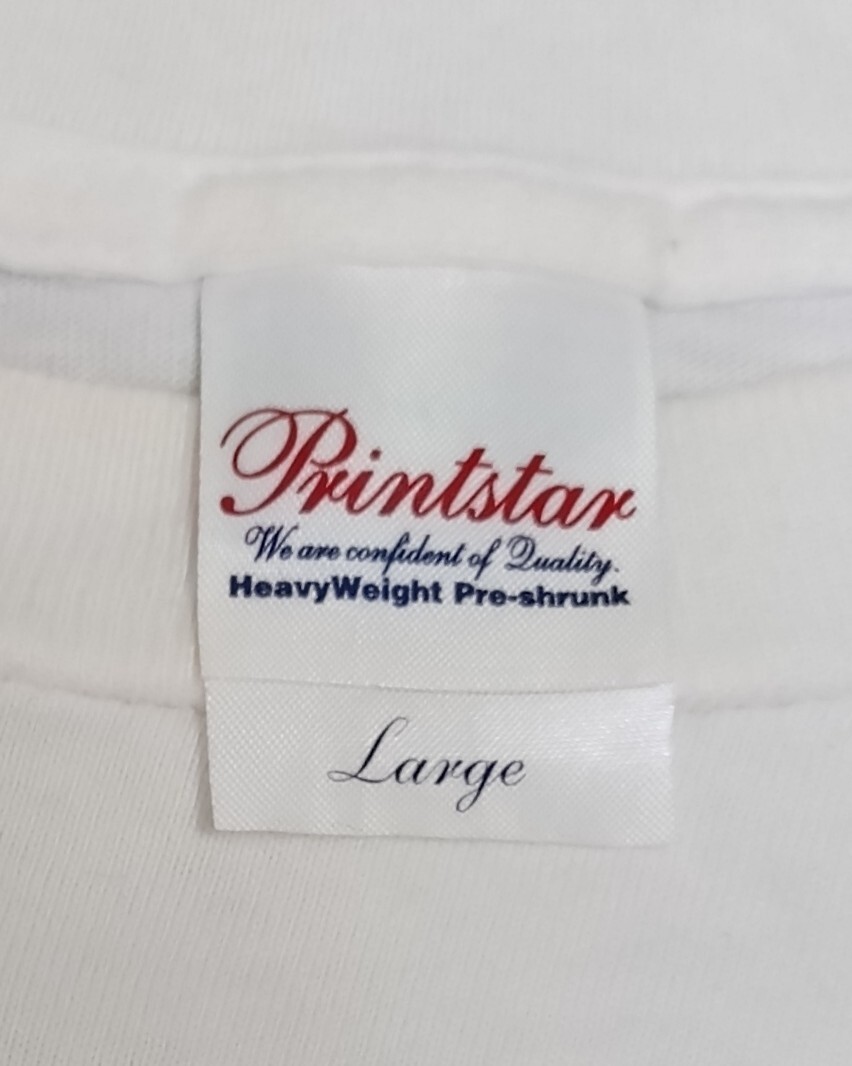 Printstar
We are confident of Quality.
HeavyWeight Pre-shrunk
Large